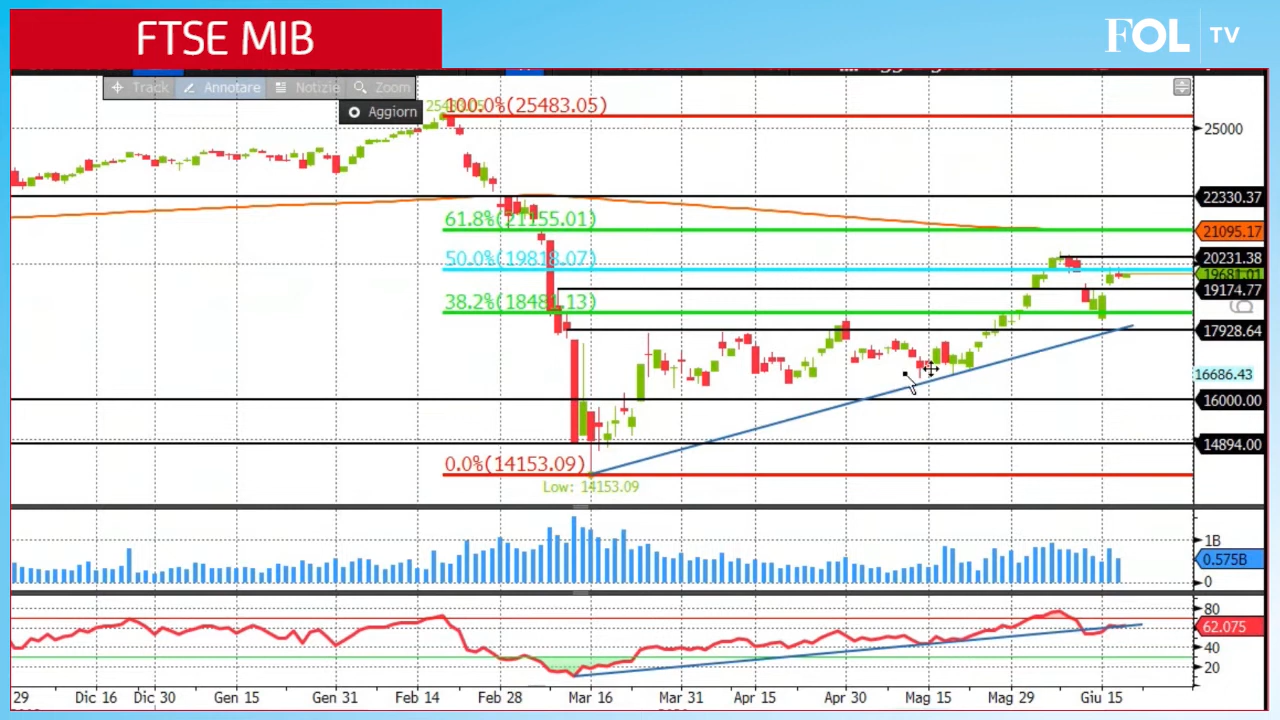 FTSE MIB
FOL TV
Track Annotare Notizie Zoom
Aggiorn
100.0%(25483.05)
25000
22330.37
61.8%(21155.01)
21095.17
50.0%(19818.07)
20231.38
19681.01
19174.77
38.2%(18481.13)
17928.64
16686.43
16000.00
14894.00
0.0%(14153.09)
Low: 14153.09
1B
0.575B
0
80
62.075
40
20
29 Dic 16 Dic 30 Gen 15 Gen 31 Feb 14 Feb 28 Mar 16 Mar 31 Apr 15 Apr 30 Mag 15 Mag 29 Giu 15